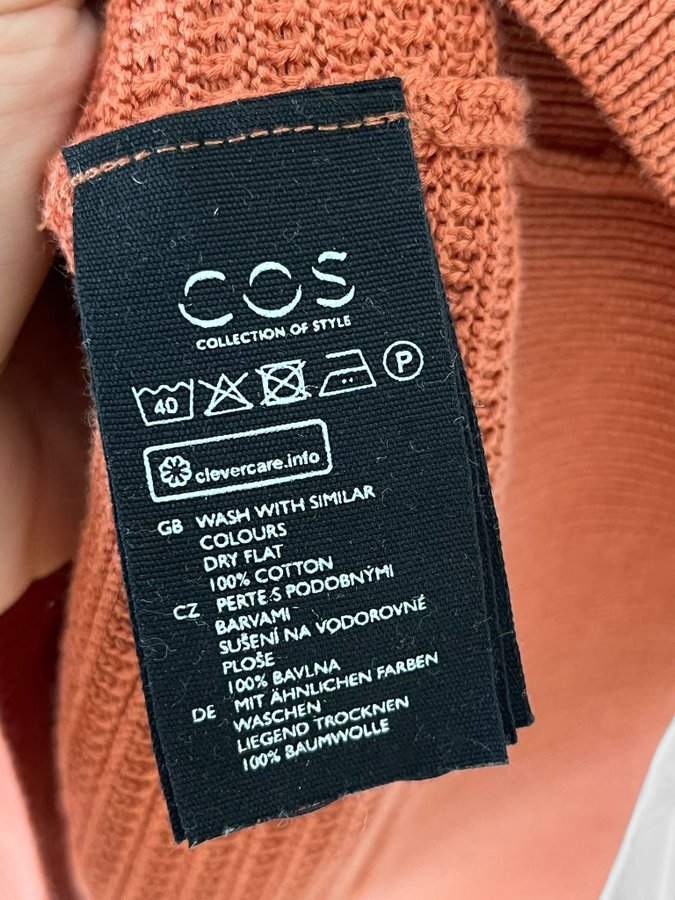 COS
COLLECTION OF STYLE
40 P
clevercare.info
GB WASH WITH SIMILAR
COLOURS
DRY FLAT
100% COTTON
CZ PERTE S PODOBNÝMI
BARVAMI
SUŠENÍ NA VODOROVNÉ
PLOŠE
100% BAVLNA
DE MIT ÄHNLICHEN FARBEN
WASCHEN
LIEGEND TROCKNEN
100% BAUMWOLLE